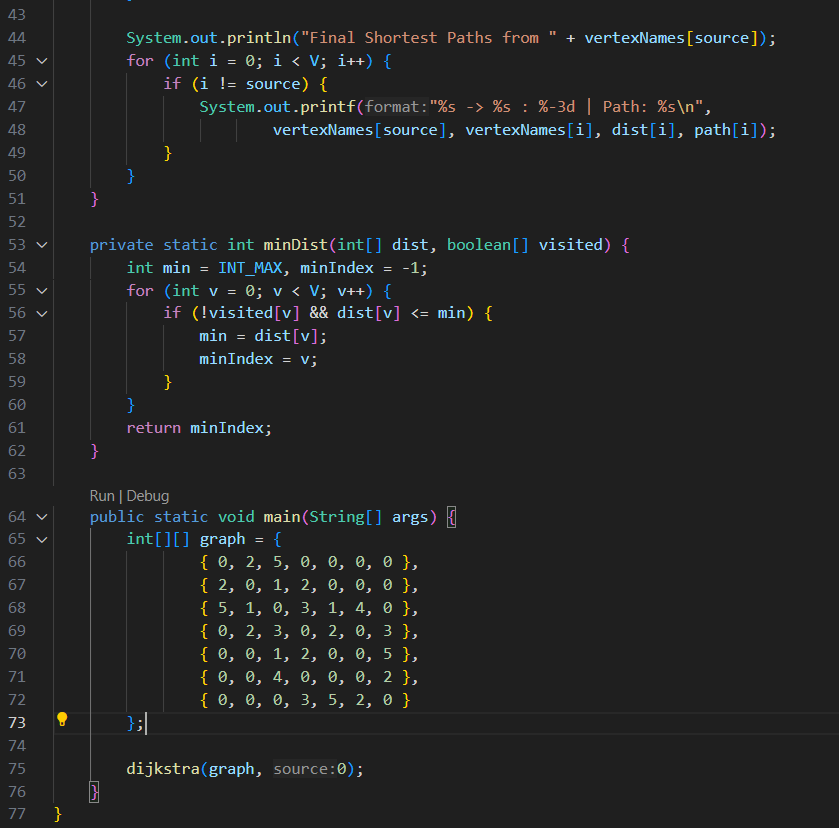 43
44 System.out.println("Final Shortest Paths from " + vertexNames[source]);
45 for (int i = 0; i < V; i++) {
46 if (i != source) {
47 System.out.printf(format:"%s -> %s : %-3d | Path: %s\n",
48 vertexNames[source], vertexNames[i], dist[i], path[i]);
49 }
50 }
51 }
52
53 private static int minDist(int[] dist, boolean[] visited) {
54 int min = INT_MAX, minIndex = -1;
55 for (int v = 0; v < V; v++) {
56 if (!visited[v] && dist[v] <= min) {
57 min = dist[v];
58 minIndex = v;
59 }
60 }
61 return minIndex;
62 }
63
Run | Debug
64 public static void main(String[] args) {
65 int[][] graph = {
66 { 0, 2, 5, 0, 0, 0, 0 },
67 { 2, 0, 1, 2, 0, 0, 0 },
68 { 5, 1, 0, 3, 1, 4, 0 },
69 { 0, 2, 3, 0, 2, 0, 3 },
70 { 0, 0, 1, 2, 0, 0, 5 },
71 { 0, 0, 4, 0, 0, 0, 2 },
72 { 0, 0, 0, 3, 5, 2, 0 }
73 };
74
75 dijkstra(graph, source:0);
76 }
77 }